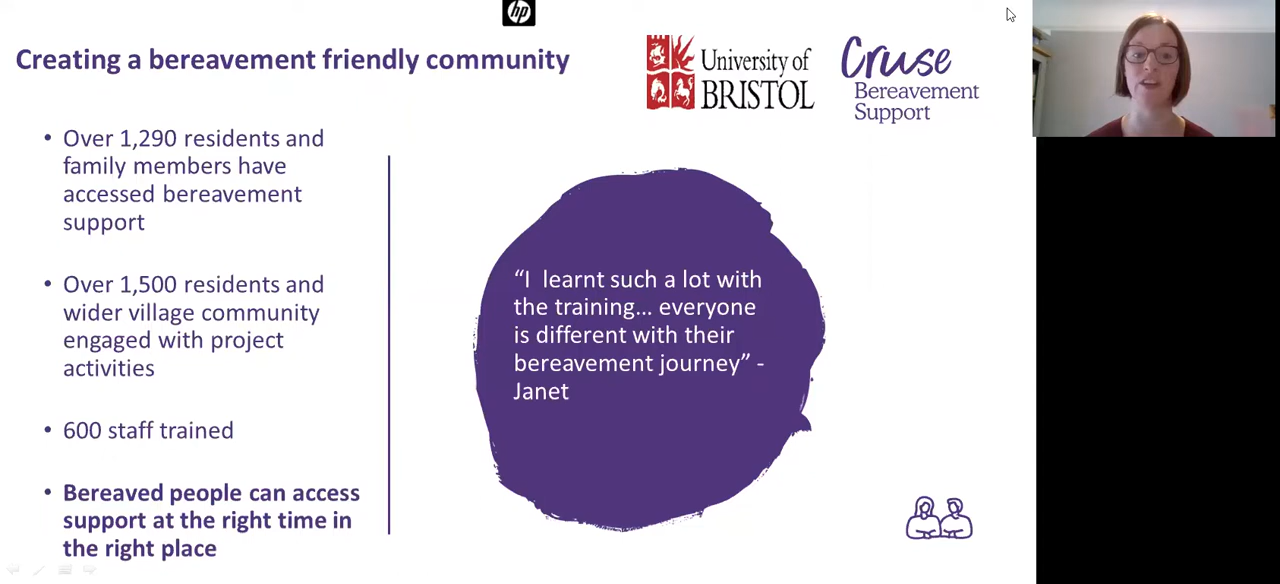 hp
Creating a bereavement friendly community
University of
BRISTOL
Cruse
Bereavement
Support
• Over 1,290 residents and
family members have
accessed bereavement
support
• Over 1,500 residents and
wider village community
engaged with project
activities
• 600 staff trained
• Bereaved people can access
support at the right time in
the right place
“I  learnt such a lot with
the training... everyone
is different with their
bereavement journey” -
Janet